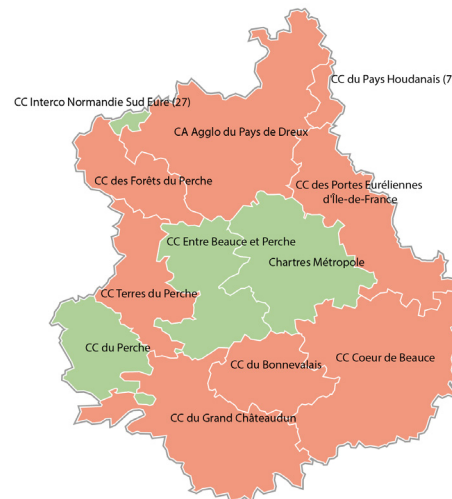 CC du Pays Houdanais (7
CC Interco Normandie Sud Eure (27)
CA Agglo du Pays de Dreux
CC des Forêts du Perche
CC des Portes Euréliennes
d'Île-de-France
CC Entre Beauce et Perche
Chartres Métropole
CC Terres du Perche
CC du Perche
CC du Bonnevalais
CC Coeur de Beauce
CC du Grand Châteaudun